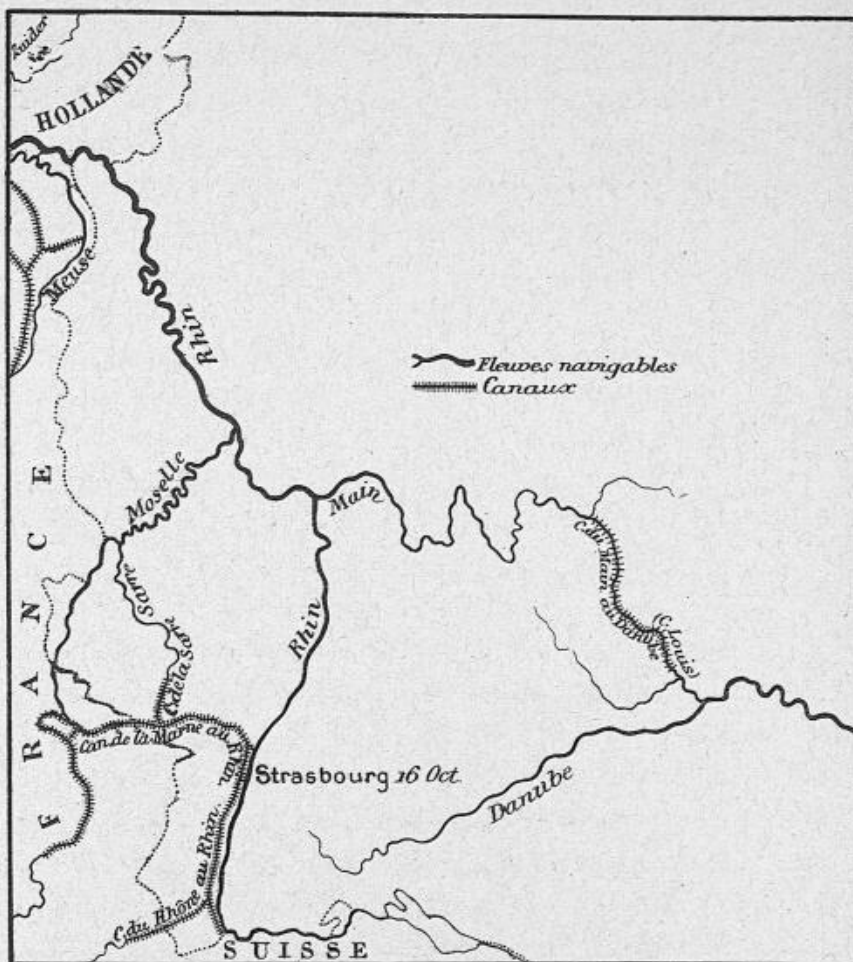 Zuider
Zee
HOLLANDE
Meuse
Rhin
Fleuves navigables
Canaux
FRANCE
Moselle
Main
Sarre
C. du Main au Danube
(C. Louis)
Rhin
C. de la Sarre
Can. de la Marne au Rhin.
Strasbourg 16 Oct.
Danube
C. du Rhône au Rhin.
SUISSE